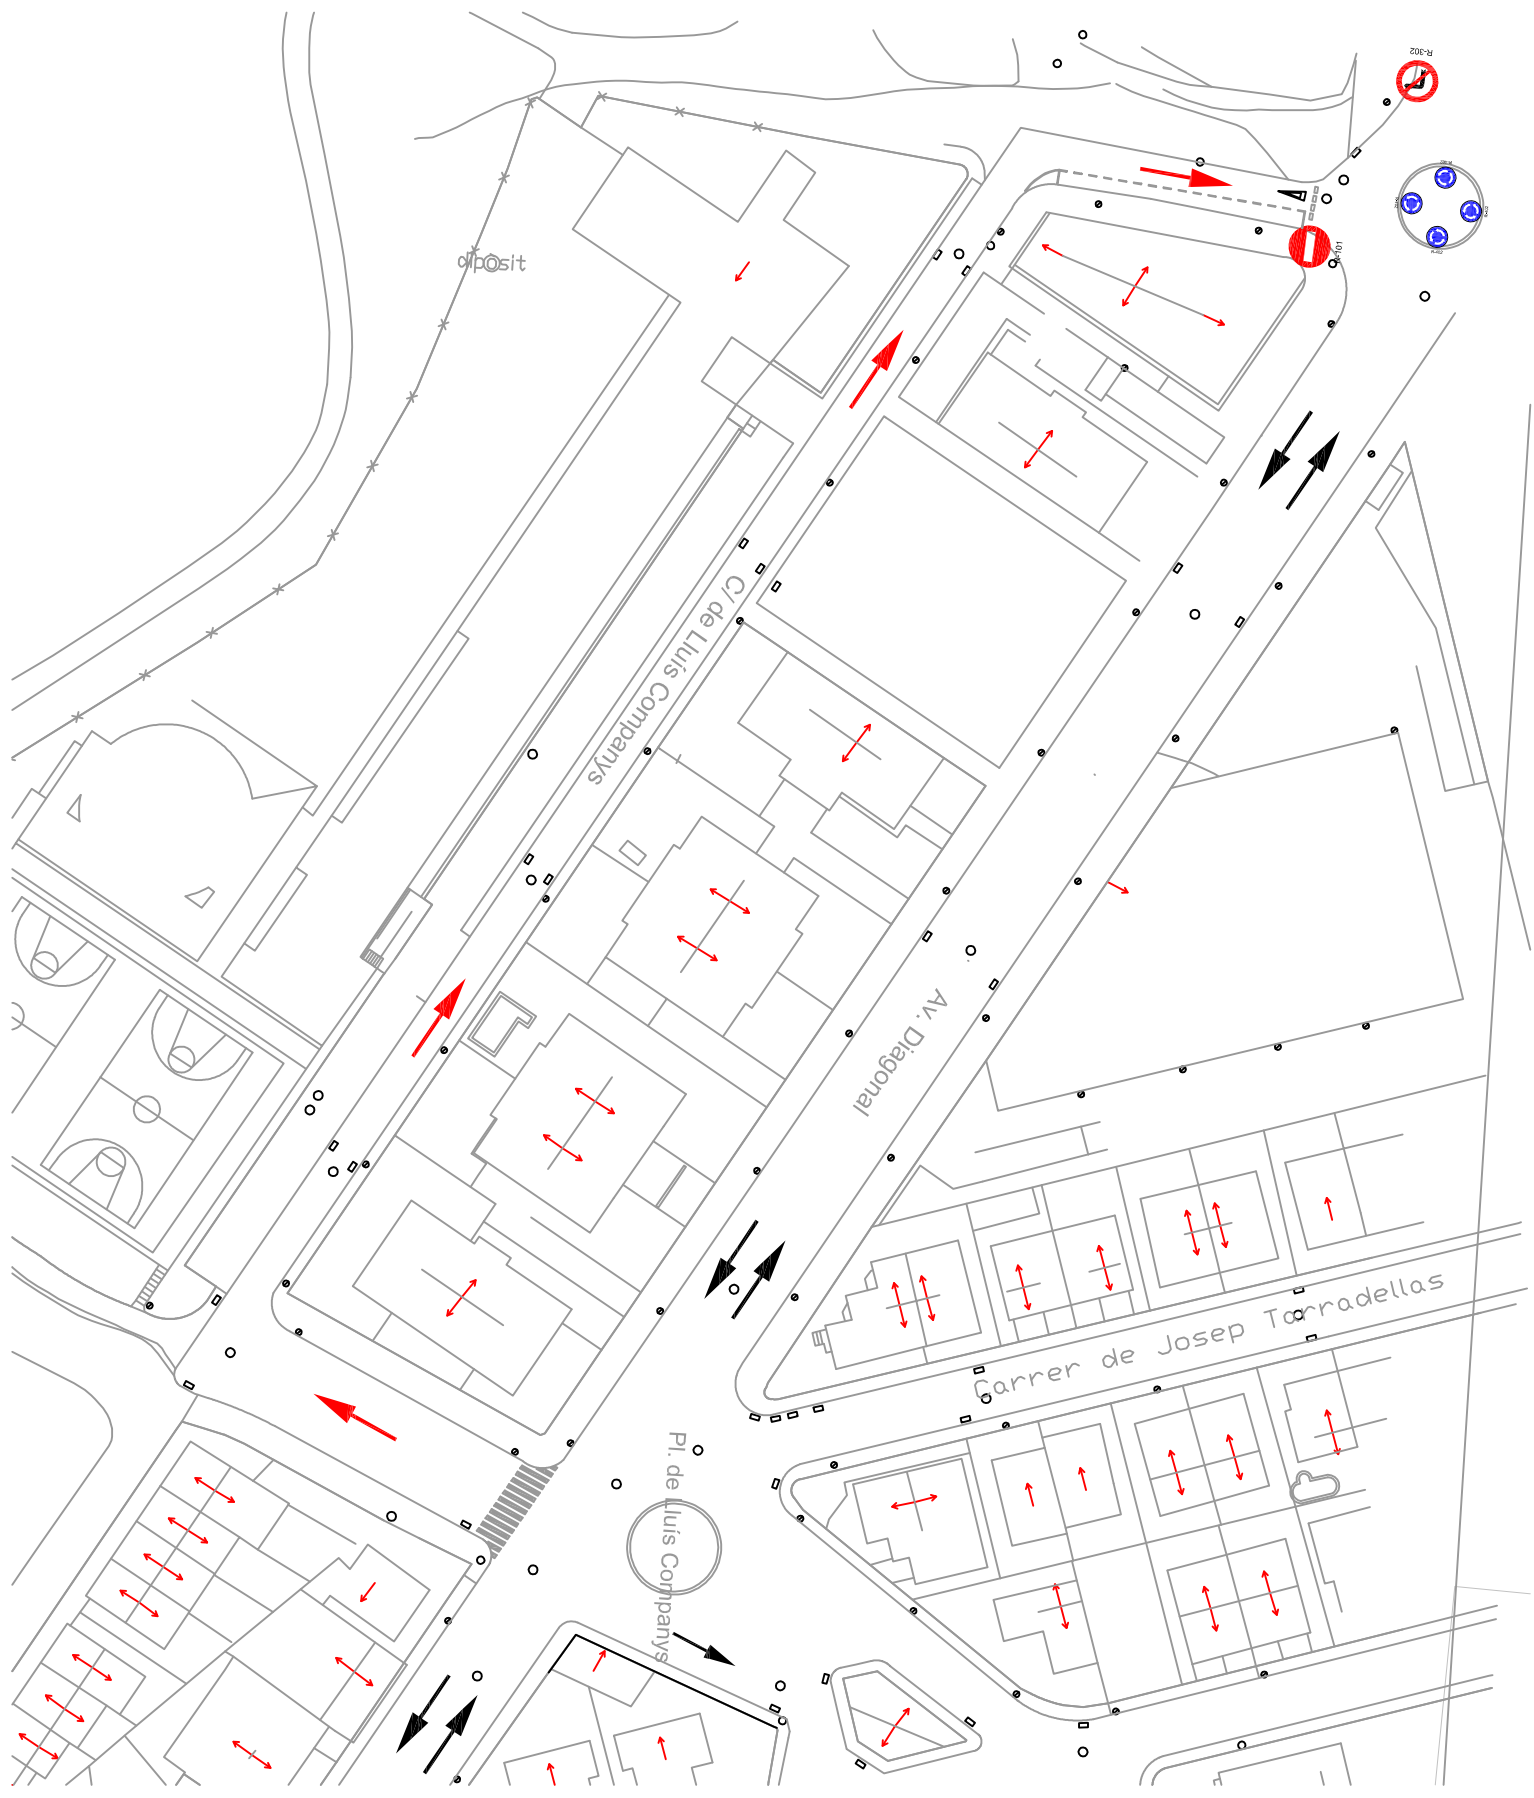 R-302
R-101
dipòsit
C/ de Lluís Companys
Av. Diagonal
Carrer de Josep Tarradellas
Pl. de Lluís Companys